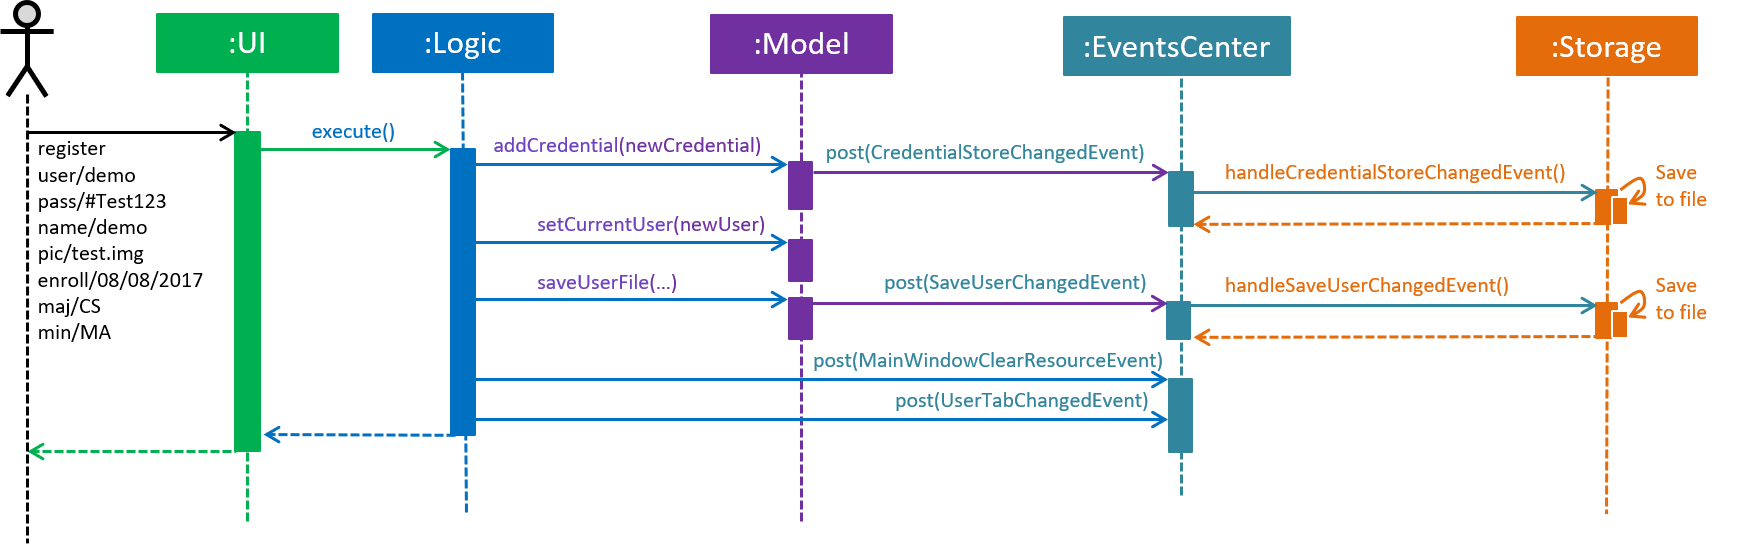 :UI
:Logic
:Model
:EventsCenter
:Storage
register
user/demo
pass/#Test123
name/demo
pic/test.img
enroll/08/08/2017
maj/CS
min/MA
execute()
addCredential(newCredential)
post(CredentialStoreChangedEvent)
handleCredentialStoreChangedEvent()
Save
to file
setCurrentUser(newUser)
saveUserFile(...)
post(SaveUserChangedEvent)
handleSaveUserChangedEvent()
Save
to file
post(MainWindowClearResourceEvent)
post(UserTabChangedEvent)